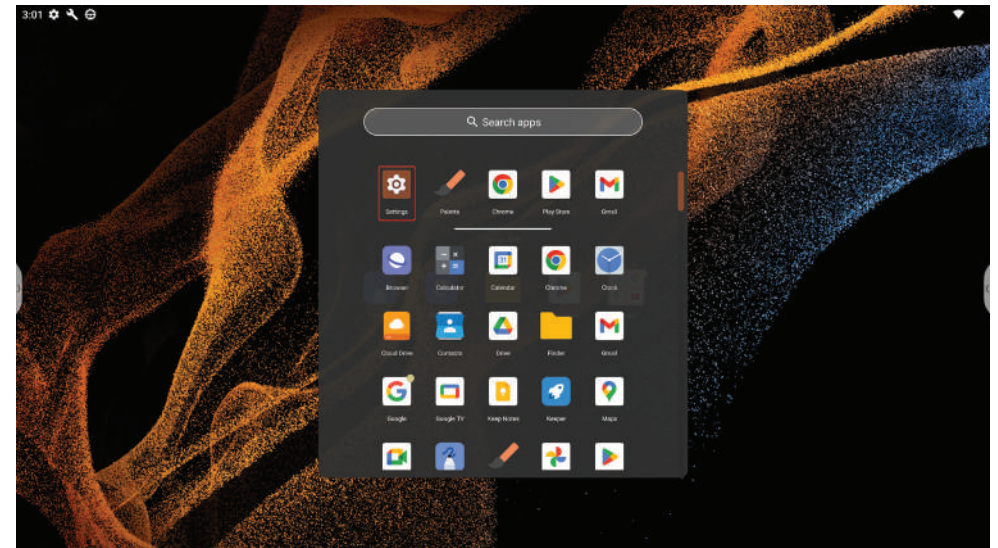 3:01
Search apps
Settings Palette Chrome Play Store Gmail
Browser Calculator Calendar Chrome Clock
Cloud Drive Contacts Drive Finder Gmail
Google Google TV Keep Notes Keeper Maps